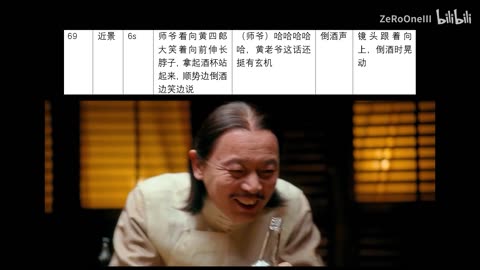 ZeRoOneIII bilibili
69
近景
6s
师爷看向黄四郎
大笑着向前伸长
脖子，拿起酒杯站
起来，顺势边倒酒
边笑边说
（师爷）哈哈哈哈
哈，黄老爷这话还
挺有玄机
倒酒声
镜头跟着向
上，倒酒时晃
动